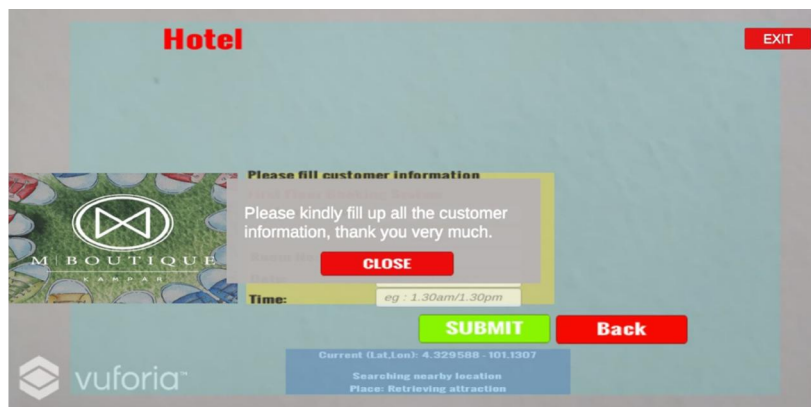 Hotel
EXIT
Please fill customer information
Please kindly fill up all the customer
information, thank you very much.
CLOSE
M BOUTIQUE
KAMPAR
Time:
eg : 1.30am/1.30pm
SUBMIT
Back
Current (Lat,Lon): 4.329588 - 101.1307
Searching nearby location
Place: Retrieving attraction
vuforia™